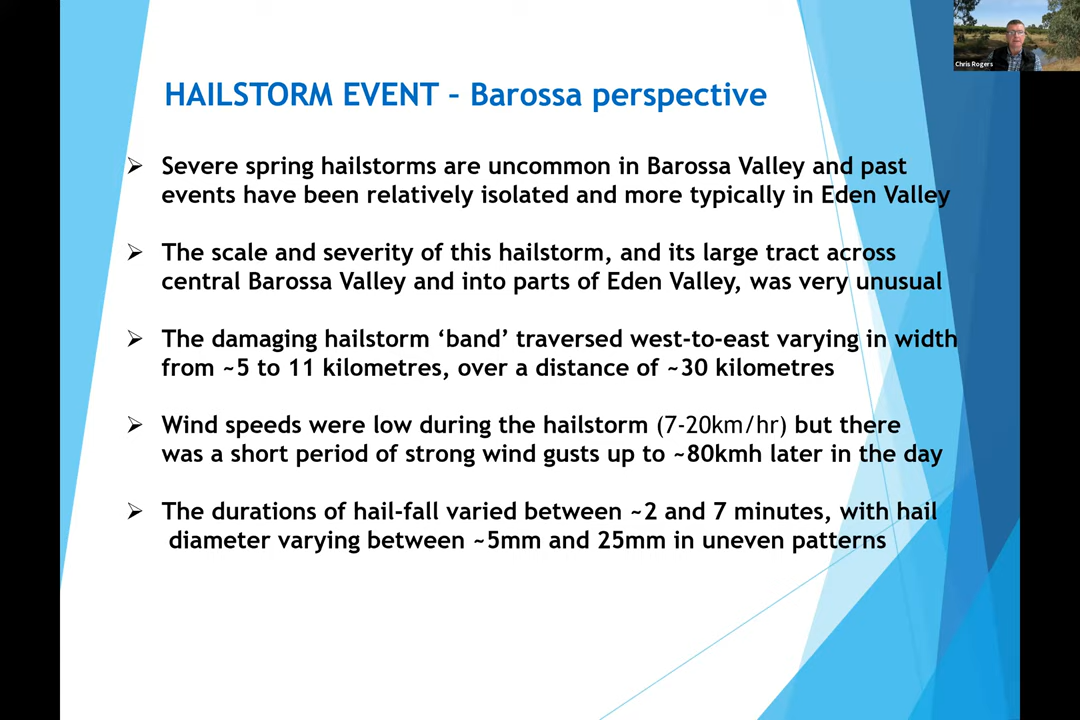 Chris Rogers
HAILSTORM EVENT – Barossa perspective
➢ Severe spring hailstorms are uncommon in Barossa Valley and past
events have been relatively isolated and more typically in Eden Valley
➢ The scale and severity of this hailstorm, and its large tract across
central Barossa Valley and into parts of Eden Valley, was very unusual
➢ The damaging hailstorm ‘band’ traversed west-to-east varying in width
from ~5 to 11 kilometres, over a distance of ~30 kilometres
➢ Wind speeds were low during the hailstorm (7-20km/hr) but there
was a short period of strong wind gusts up to ~80kmh later in the day
➢ The durations of hail-fall varied between ~2 and 7 minutes, with hail
diameter varying between ~5mm and 25mm in uneven patterns